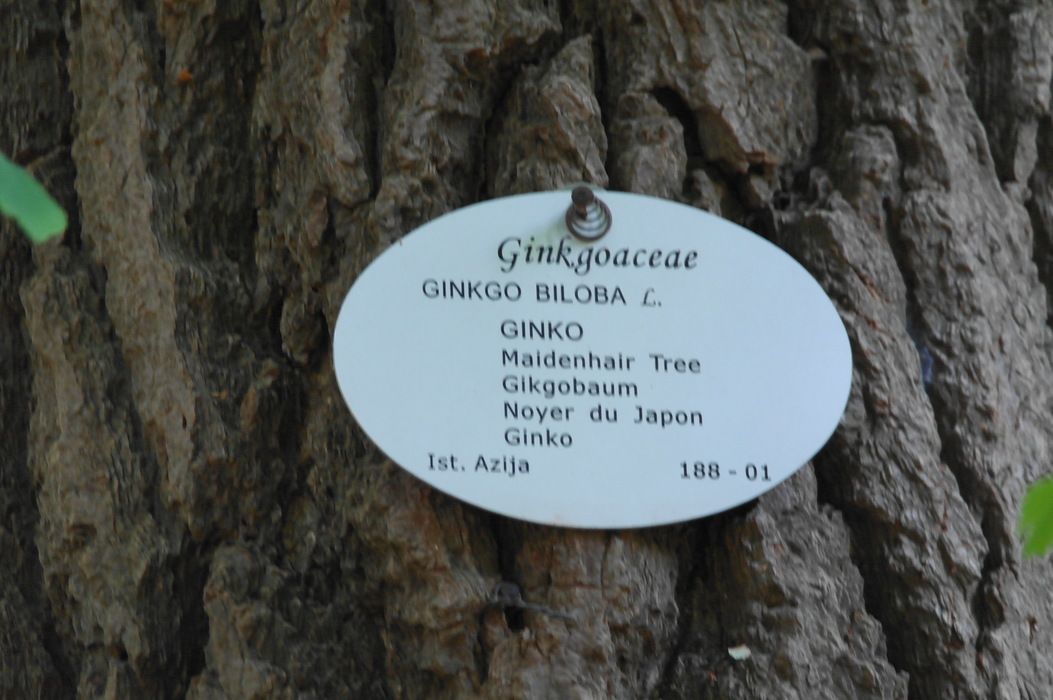 Ginkgoaceae
GINKGO BILOBA L.
GINKO
Maidenhair Tree
Gikgobaum
Noyer du Japon
Ginko
Ist. Azija 188 - 01